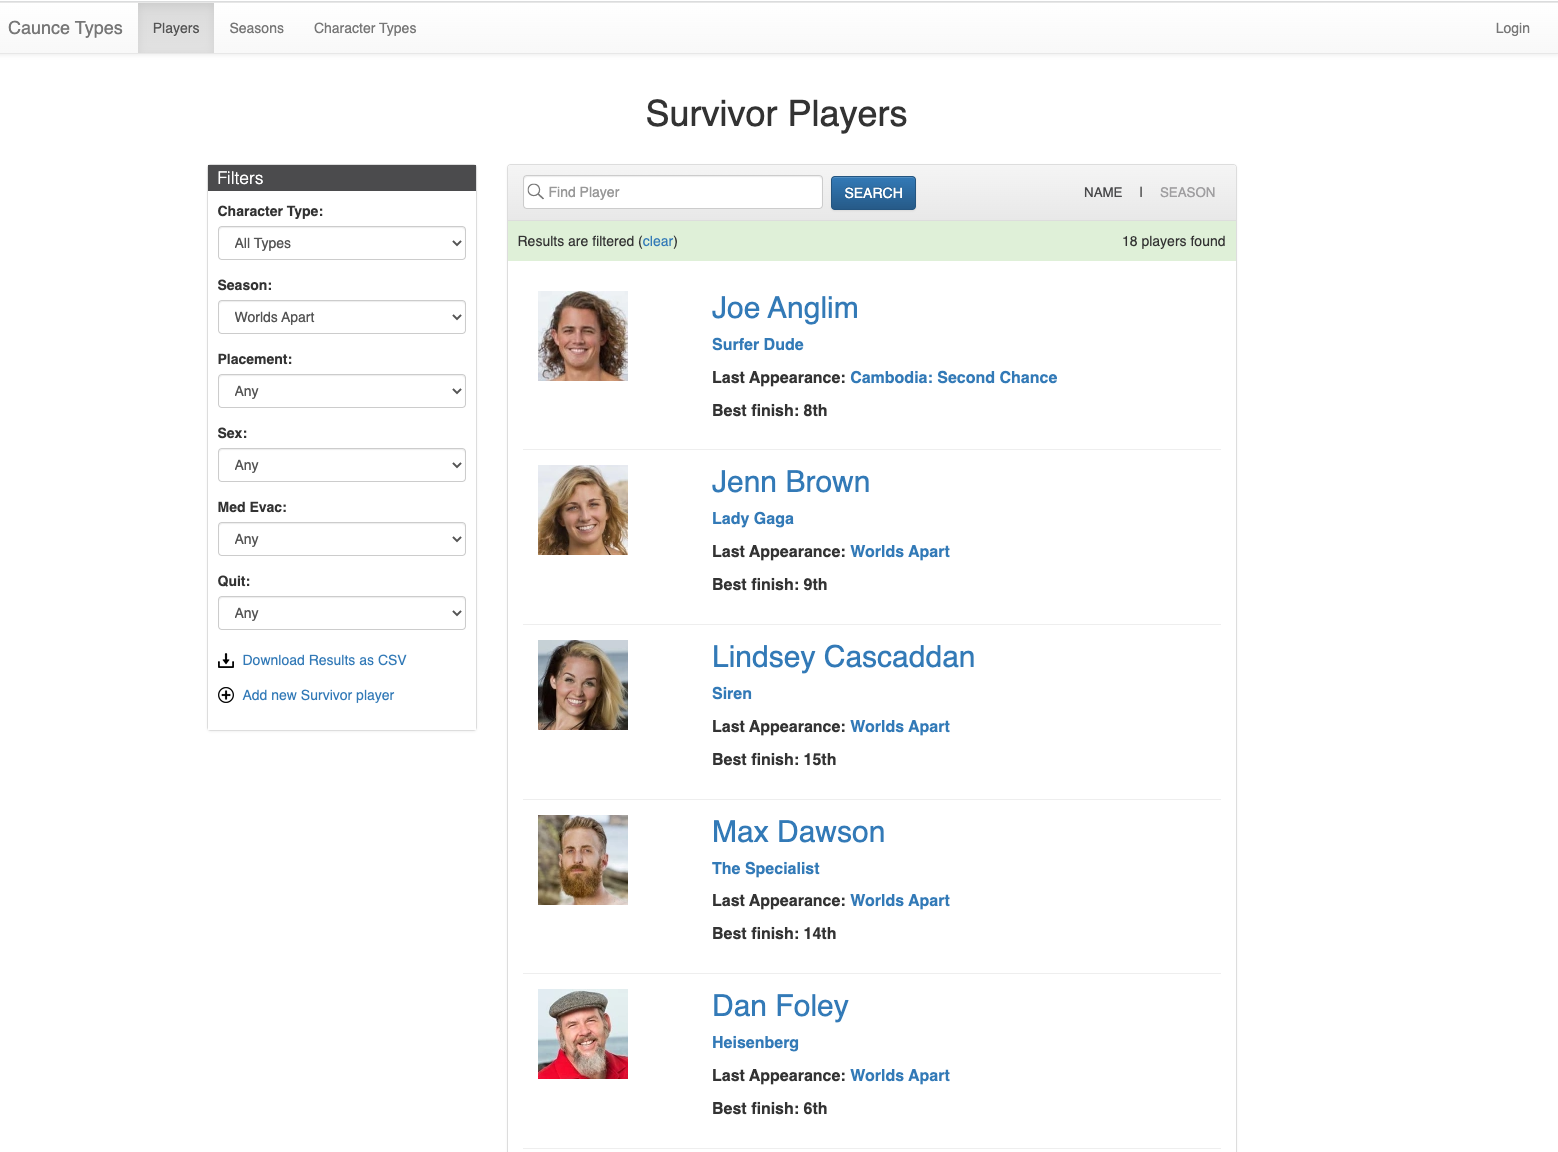 Caunce Types Players Seasons Character Types Login
Survivor Players
Filters
Character Type:
All Types
Season:
Worlds Apart
Placement:
Any
Sex:
Any
Med Evac:
Any
Quit:
Any
Download Results as CSV
Add new Survivor player
Find Player SEARCH NAME | SEASON
Results are filtered (clear) 18 players found
Joe Anglim
Surfer Dude
Last Appearance: Cambodia: Second Chance
Best finish: 8th
Jenn Brown
Lady Gaga
Last Appearance: Worlds Apart
Best finish: 9th
Lindsey Cascaddan
Siren
Last Appearance: Worlds Apart
Best finish: 15th
Max Dawson
The Specialist
Last Appearance: Worlds Apart
Best finish: 14th
Dan Foley
Heisenberg
Last Appearance: Worlds Apart
Best finish: 6th